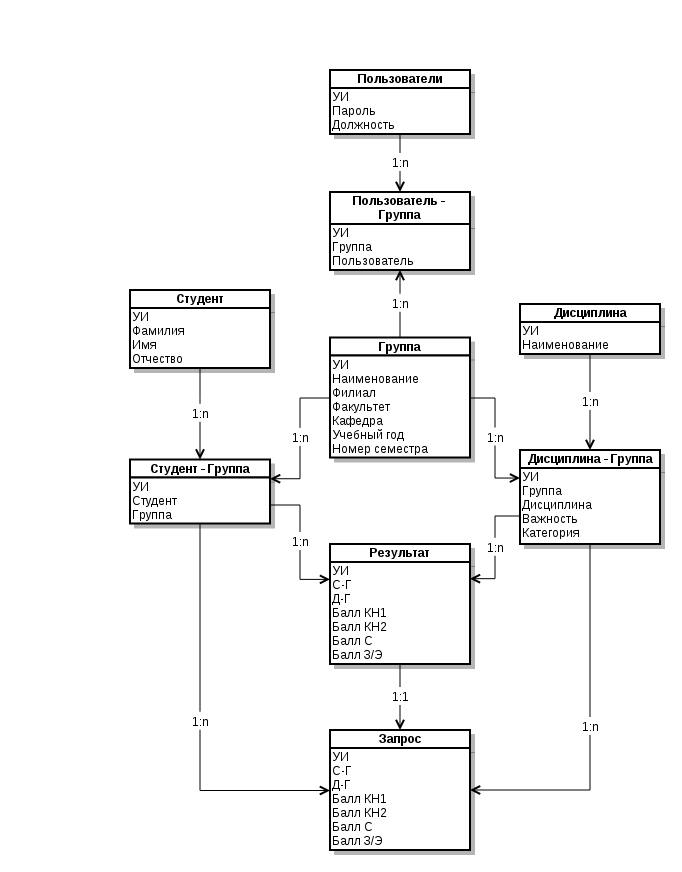 Пользователи
УИ
Пароль
Должность
1:n
Пользователь -
Группа
УИ
Группа
Пользователь
1:n
Студент
УИ
Фамилия
Имя
Отчество
Группа
УИ
Наименование
Филиал
Факультет
Кафедра
Учебный год
Номер семестра
Дисциплина
УИ
Наименование
1:n
1:n
1:n
1:n
Студент - Группа
УИ
Студент
Группа
Дисциплина - Группа
УИ
Группа
Дисциплина
Важность
Категория
1:n
1:n
Результат
УИ
С-Г
Д-Г
Балл КН1
Балл КН2
Балл С
Балл З/Э
1:n
1:1
1:n
Запрос
УИ
С-Г
Д-Г
Балл КН1
Балл КН2
Балл С
Балл З/Э